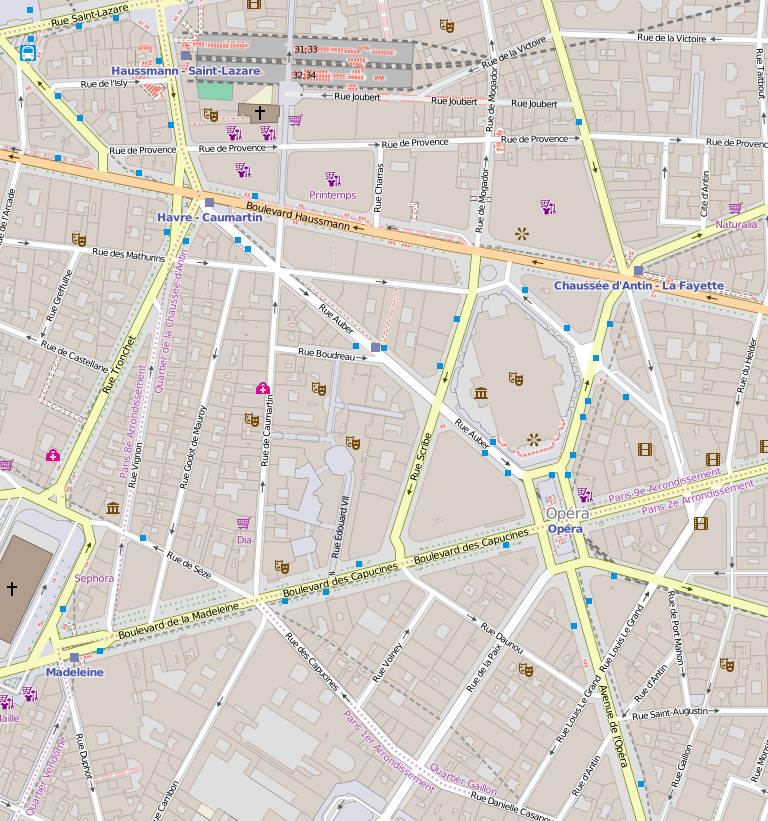 Rue Saint-Lazare
31;33
Rue de la Victoire
Rue de la Victoire
Haussmann - Saint-Lazare
32;34
Rue de l'Isly
Rue Joubert
Rue Joubert
Rue Joubert
Rue Taitbout
Rue de Mogador
Rue de Provence
Rue de Provence
Rue de Provence
Rue de Provence
Rue de Provenc
Rue Charras
Printemps
Cité d'Antin
Rue de Mogador
Havre - Caumartin
Boulevard Haussmann
Naturalia
Rue des Mathurins
Chaussée d'Antin - La Fayette
Rue Greffulhe
Quartier de la Chaussée-d'Antin
Rue Auber
Rue de Castellane
Rue Tronchet
Rue Boudreau
Rue du Helder
Paris 8e Arrondissement
Rue Vignon
Rue Godot de Mauroy
Rue de Caumartin
Rue Scribe
Rue Auber
Paris 9e Arrondissement
Paris 2e Arrondissement
Opéra
Opéra
Dia
Rue Édouard VII
Boulevard des Capucines
Boulevard des Capucines
Rue de Sèze
Sephora
Boulevard de la Madeleine
Madeleine
Rue des Capucines
Rue Volney
Rue Daunou
Rue de la Paix
Rue Louis Le Grand
Rue de Port Mahon
Rue d'Antin
Rue Louis Le Grand
Avenue de l'Opéra
Rue Saint-Augustin
Rue Duphot
Quartier Vendôme
Paris 1er Arrondissement
Quartier Gaillon
Rue d'Antin
Rue Gaillon
Rue Danielle Casanov